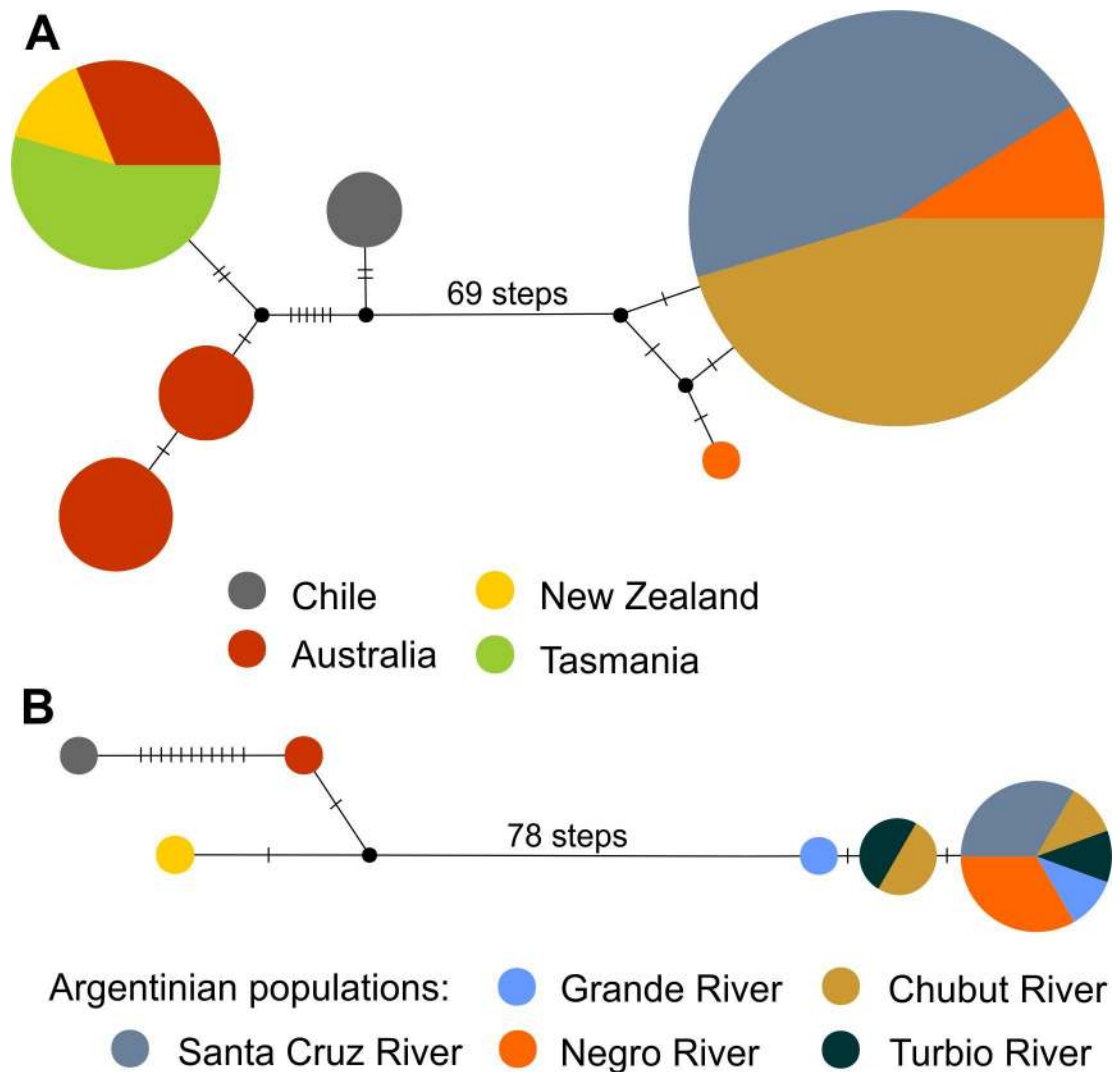 A
69 steps
Chile
New Zealand
Australia
Tasmania
B
78 steps
Argentinian populations:
Grande River
Chubut River
Santa Cruz River
Negro River
Turbio River